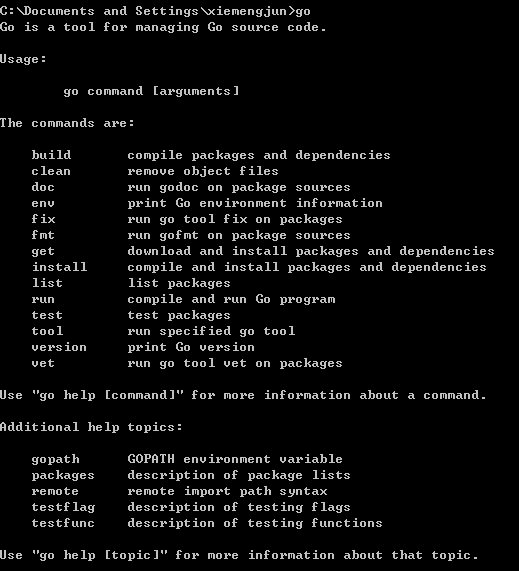 C:\Documents and Settings\xiemengjun>go
Go is a tool for managing Go source code.

Usage:

        go command [arguments]

The commands are:

    build       compile packages and dependencies
    clean       remove object files
    doc         run godoc on package sources
    env         print Go environment information
    fix         run go tool fix on packages
    fmt         run gofmt on package sources
    get         download and install packages and dependencies
    install     compile and install packages and dependencies
    list        list packages
    run         compile and run Go program
    test        test packages
    tool        run specified go tool
    version     print Go version
    vet         run go tool vet on packages

Use "go help [command]" for more information about a command.

Additional help topics:

    gopath      GOPATH environment variable
    packages    description of package lists
    remote      remote import path syntax
    testflag    description of testing flags
    testfunc    description of testing functions

Use "go help [topic]" for more information about that topic.